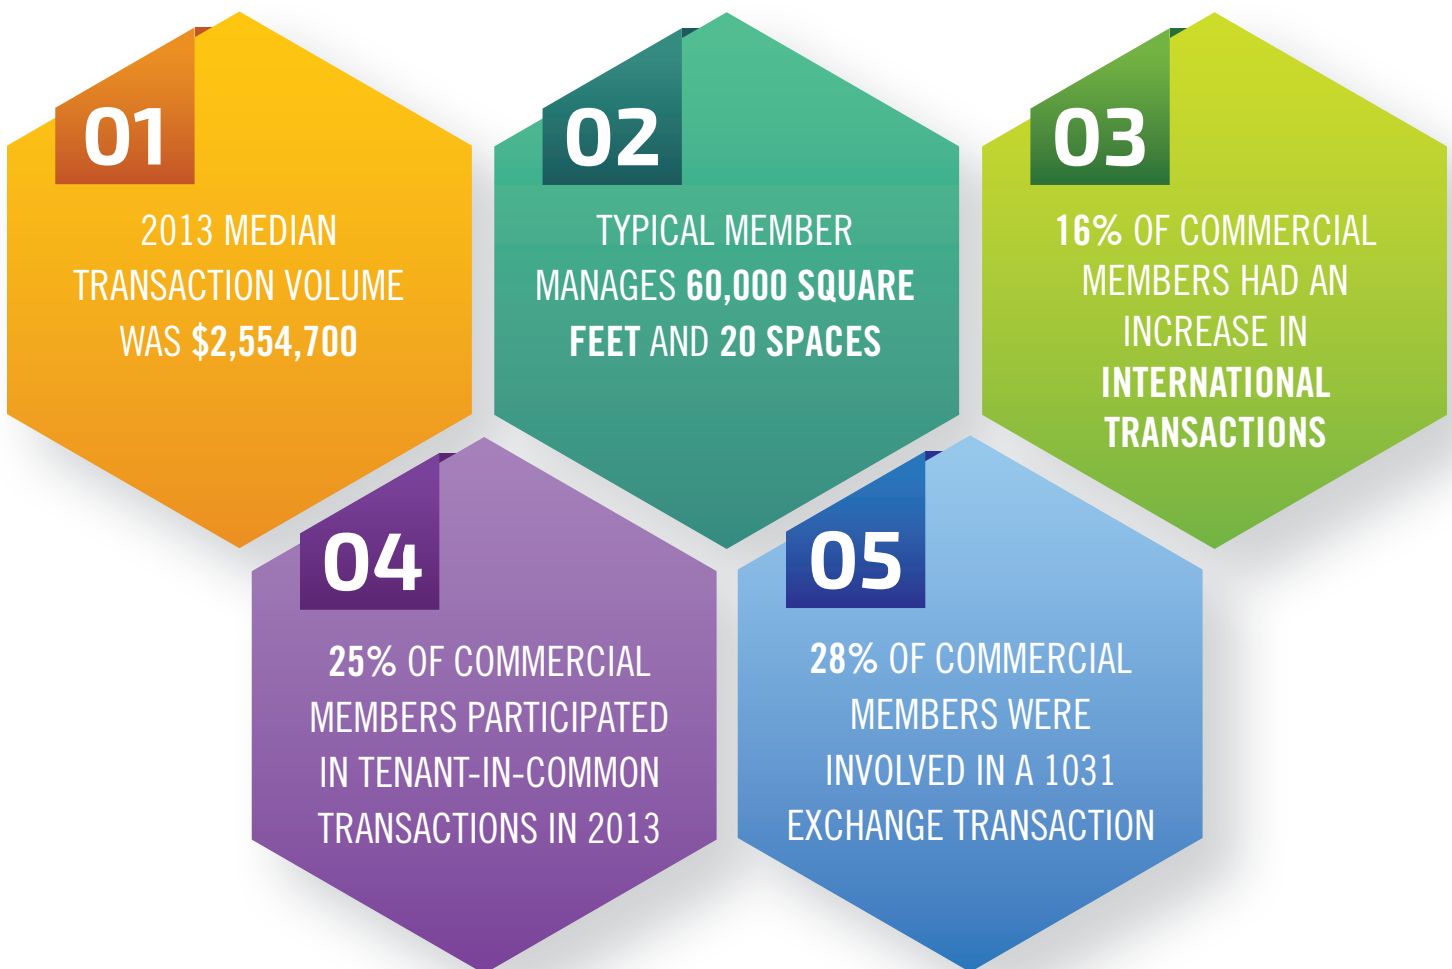 01
2013 MEDIAN
TRANSACTION VOLUME
WAS $2,554,700
02
TYPICAL MEMBER
MANAGES 60,000 SQUARE
FEET AND 20 SPACES
03
16% OF COMMERCIAL
MEMBERS HAD AN
INCREASE IN
INTERNATIONAL
TRANSACTIONS
04
25% OF COMMERCIAL
MEMBERS PARTICIPATED
IN TENANT-IN-COMMON
TRANSACTIONS IN 2013
05
28% OF COMMERCIAL
MEMBERS WERE
INVOLVED IN A 1031
EXCHANGE TRANSACTION